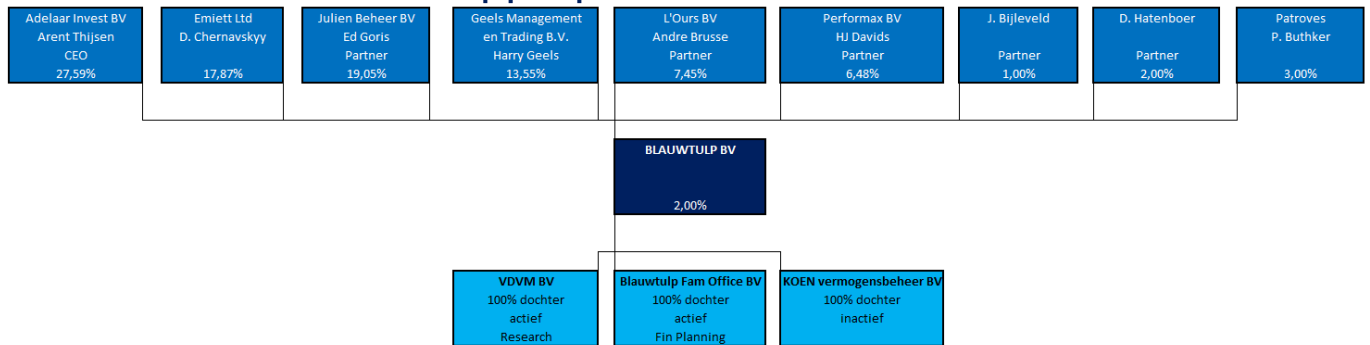 Adelaar Invest BV
Arent Thijsen
CEO
27,59%
Emiett Ltd
D. Chernavskyy
17,87%
Julien Beheer BV
Ed Goris
Partner
19,05%
Geels Management
en Trading B.V.
Harry Geels
13,55%
L'Ours BV
Andre Brusse
Partner
7,45%
Performax BV
HJ Davids
Partner
6,48%
J. Bijleveld
Partner
1,00%
D. Hatenboer
Partner
2,00%
Patroves
P. Buthker
3,00%
BLAUWTULP BV
2,00%
VDVM BV
100% dochter
actief
Research
Blauwtulp Fam Office BV
100% dochter
actief
Fin Planning
KOEN vermogensbeheer BV
100% dochter
inactief